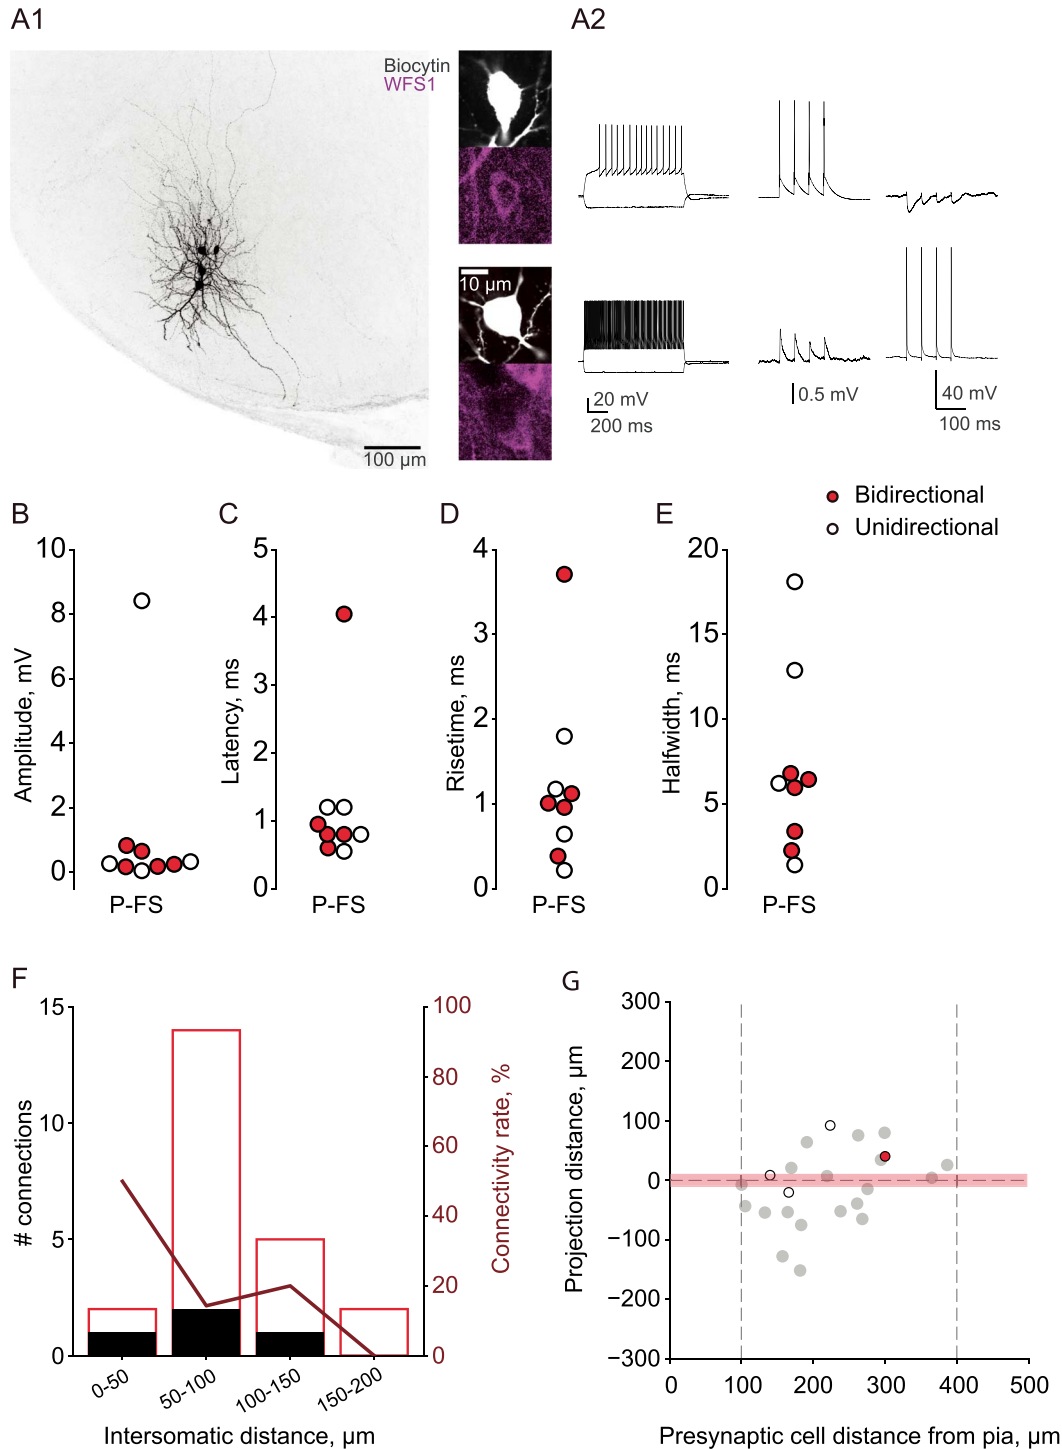 A1
A2
Biocytin
WFS1
10 µm
100 µm
20 mV
200 ms
0.5 mV
40 mV
100 ms
Bidirectional
Unidirectional
B
C
D
E
10
8
6
4
2
0
Amplitude, mV
P-FS
5
4
3
2
1
0
Latency, ms
P-FS
4
3
2
1
0
Risetime, ms
P-FS
20
15
10
5
0
Halfwidth, ms
P-FS
F
G
15
10
5
0
# connections
100
80
60
40
20
0
Connectivity rate, %
0-50
50-100
100-150
150-200
Intersomatic distance, µm
300
200
100
0
−100
−200
−300
Projection distance, µm
0
100
200
300
400
500
Presynaptic cell distance from pia, µm